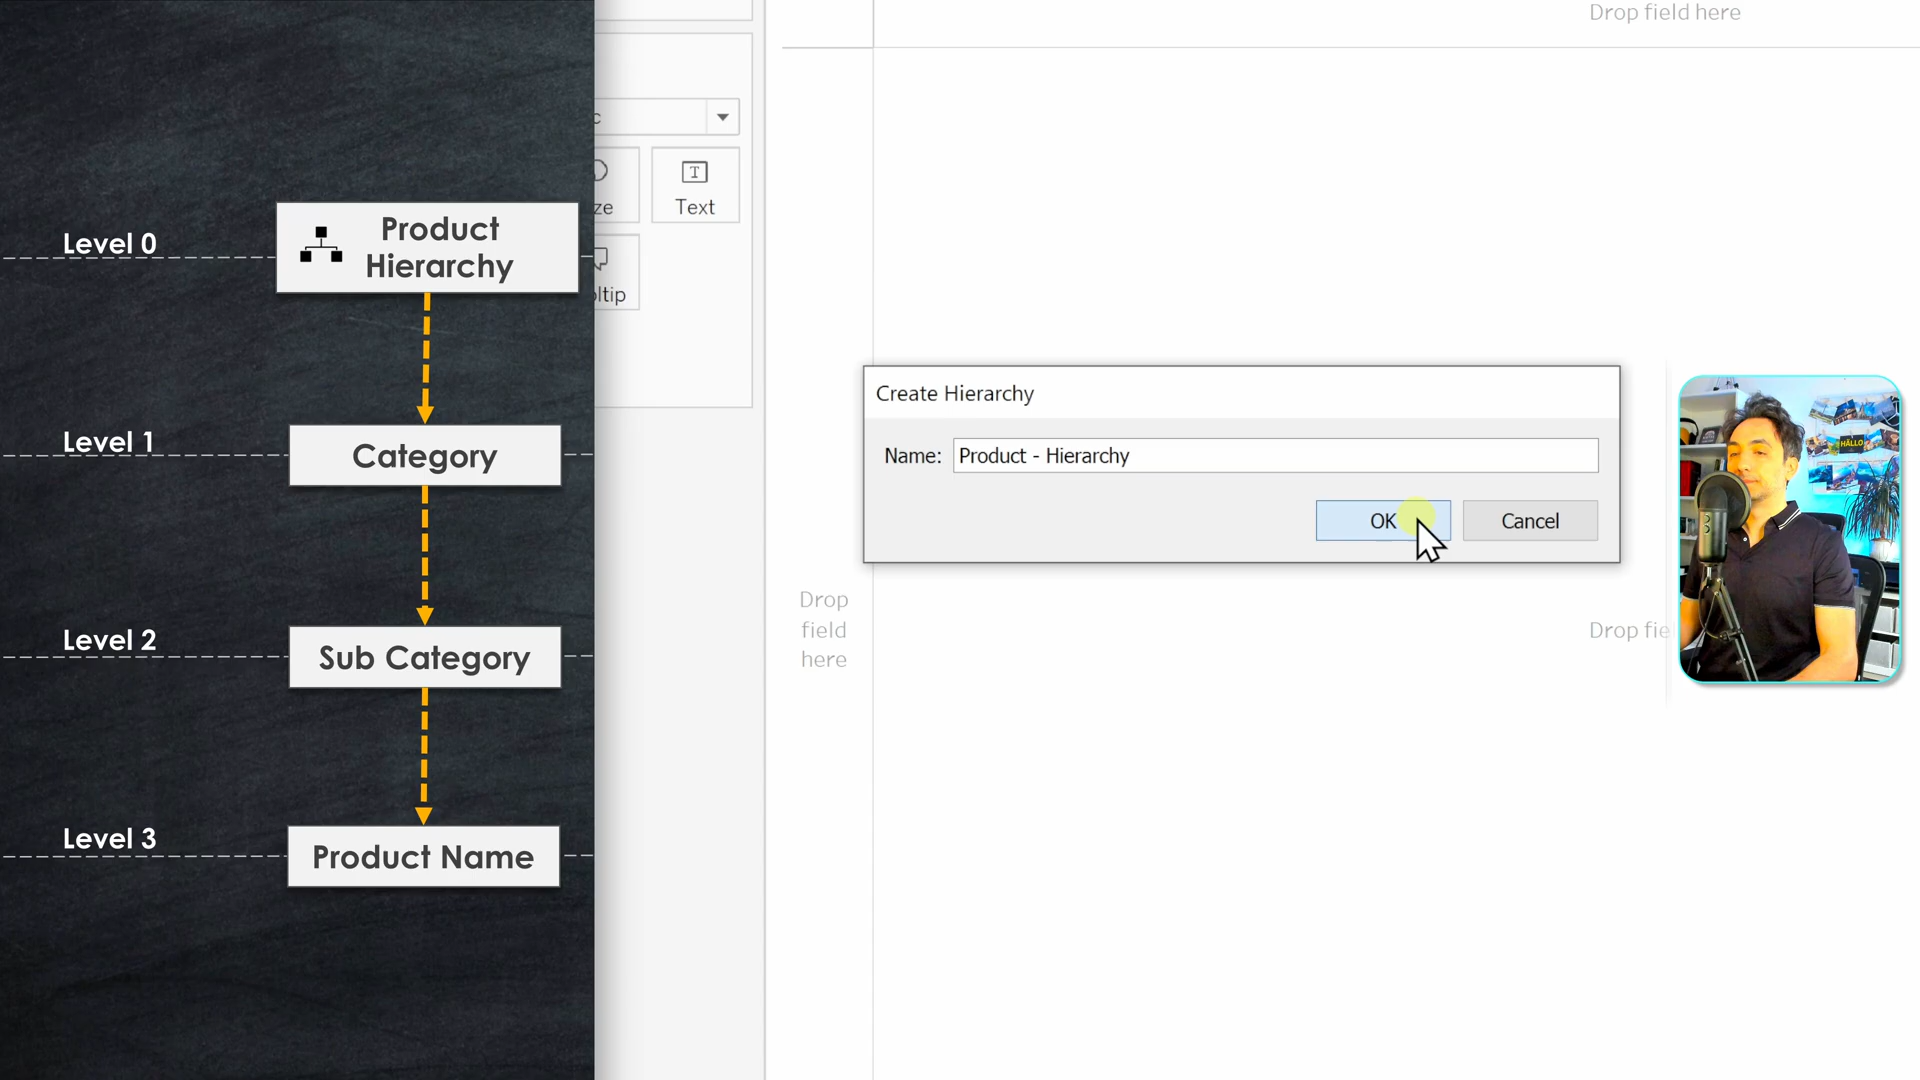 Level 0
Product
Hierarchy
Level 1
Category
Level 2
Sub Category
Level 3
Product Name
Text
Drop field here
Create Hierarchy
Name: Product - Hierarchy
OK
Cancel
Drop
field
here
Drop
HALLO